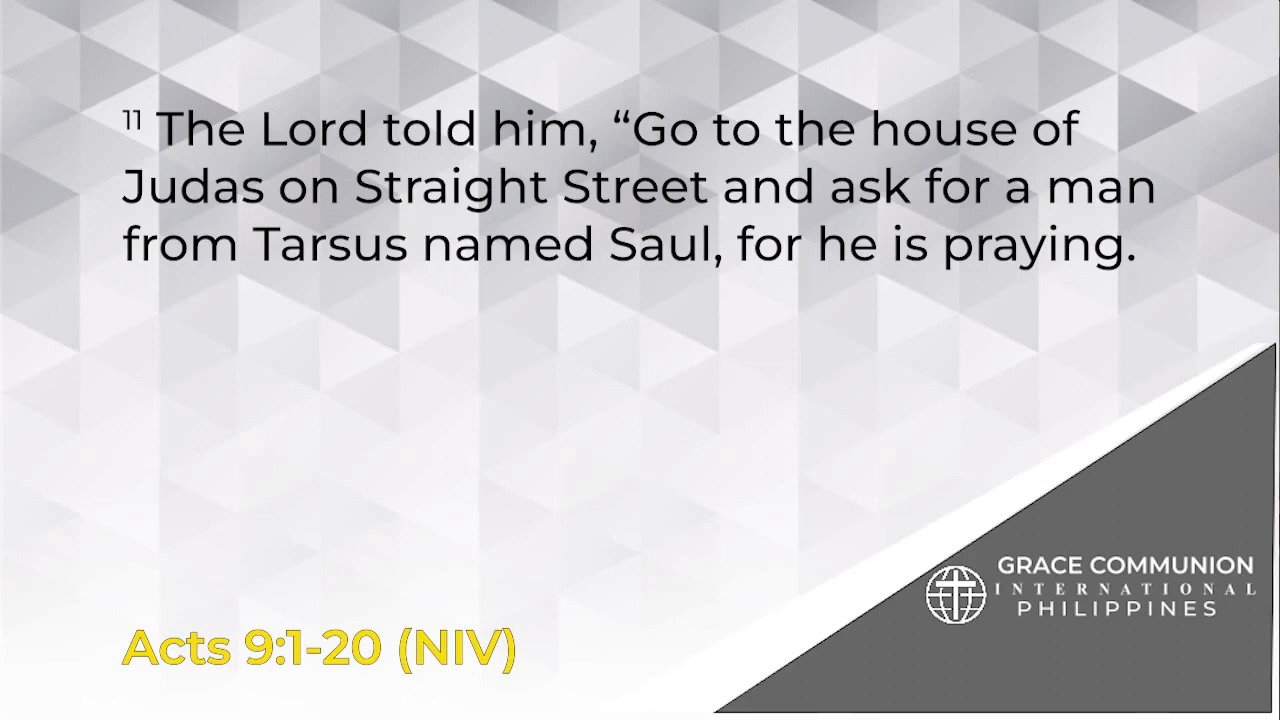 ¹¹ The Lord told him, “Go to the house of
Judas on Straight Street and ask for a man
from Tarsus named Saul, for he is praying.
GRACE COMMUNION
INTERNATIONAL
PHILIPPINES
Acts 9:1-20 (NIV)